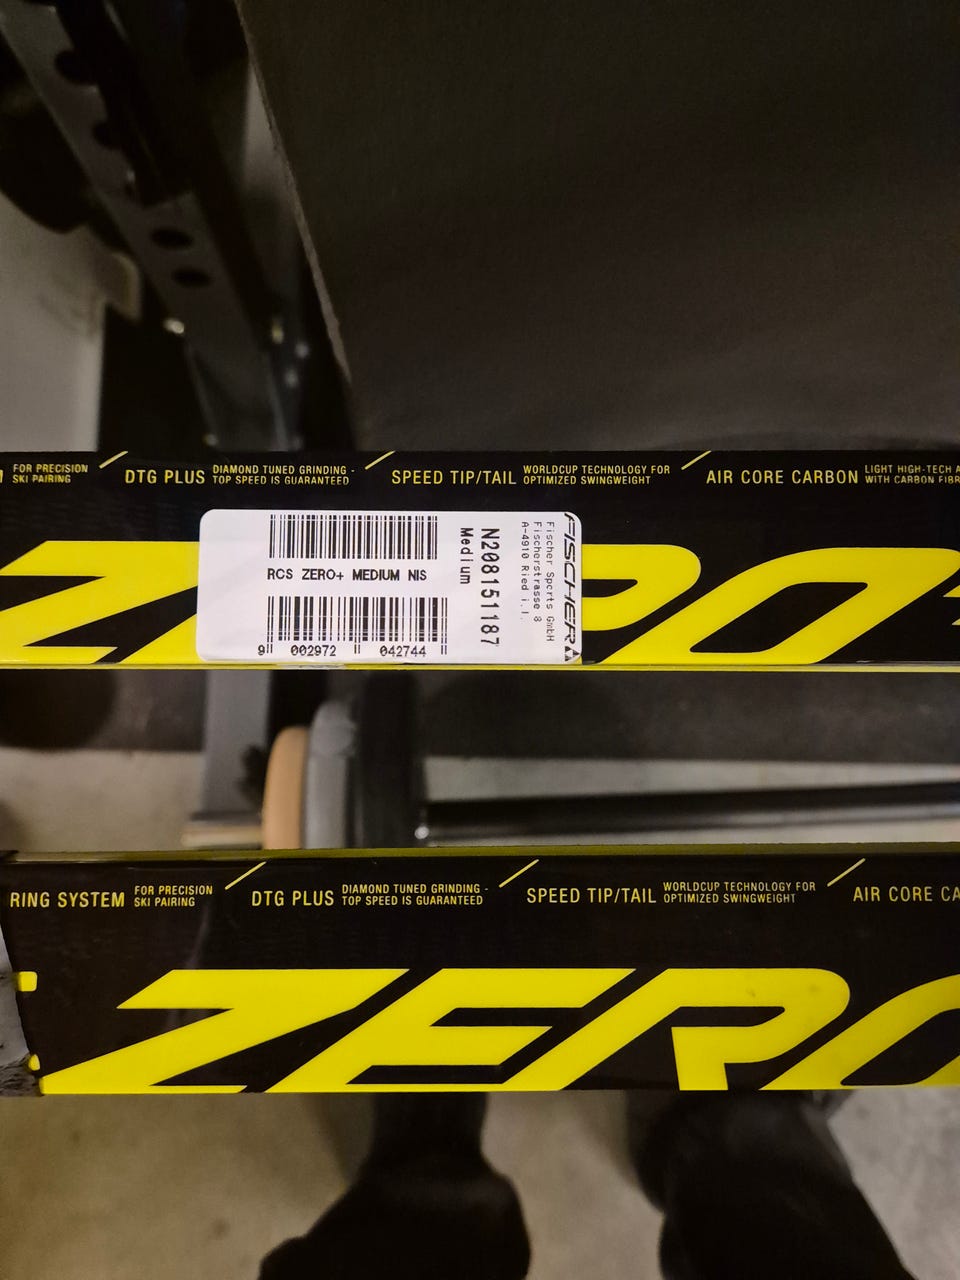 FOR PRECISION
SKI PAIRING
DTG PLUS
DIAMOND TUNED GRINDING -
TOP SPEED IS GUARANTEED
SPEED TIP/TAIL
WORLDCUP TECHNOLOGY FOR
OPTIMIZED SWINGWEIGHT
AIR CORE CARBON
LIGHT HIGH-TECH A
WITH CARBON FIBR
RCS ZERO+ MEDIUM NIS
9 002972 042744
Medium
N208151187
A-4910 Ried i.I.
Fischerstrasse 8
Fischer Sports GmbH
FISCHER
RING SYSTEM
FOR PRECISION
SKI PAIRING
DTG PLUS
DIAMOND TUNED GRINDING -
TOP SPEED IS GUARANTEED
SPEED TIP/TAIL
WORLDCUP TECHNOLOGY FOR
OPTIMIZED SWINGWEIGHT
AIR CORE CA
ZERO